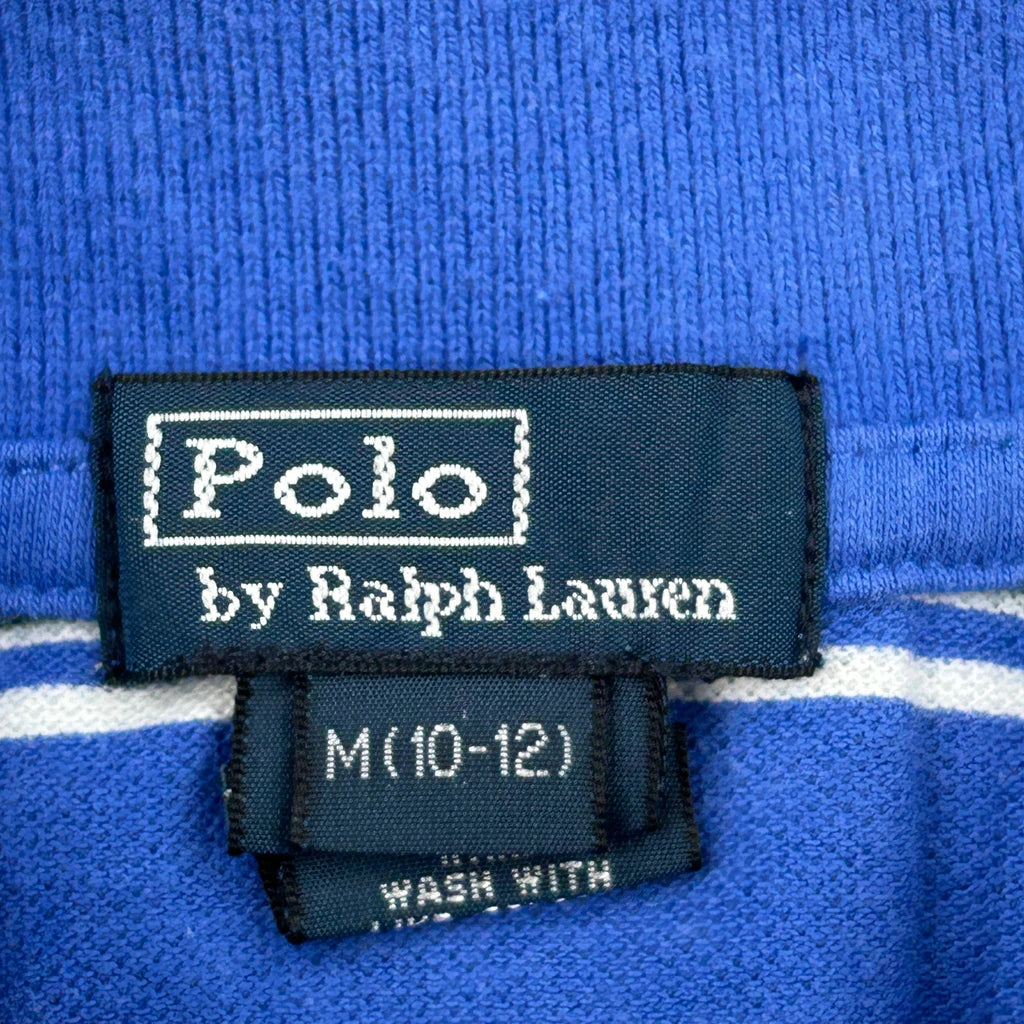 Polo
by Ralph Lauren
M(10-12)
WASH WITH